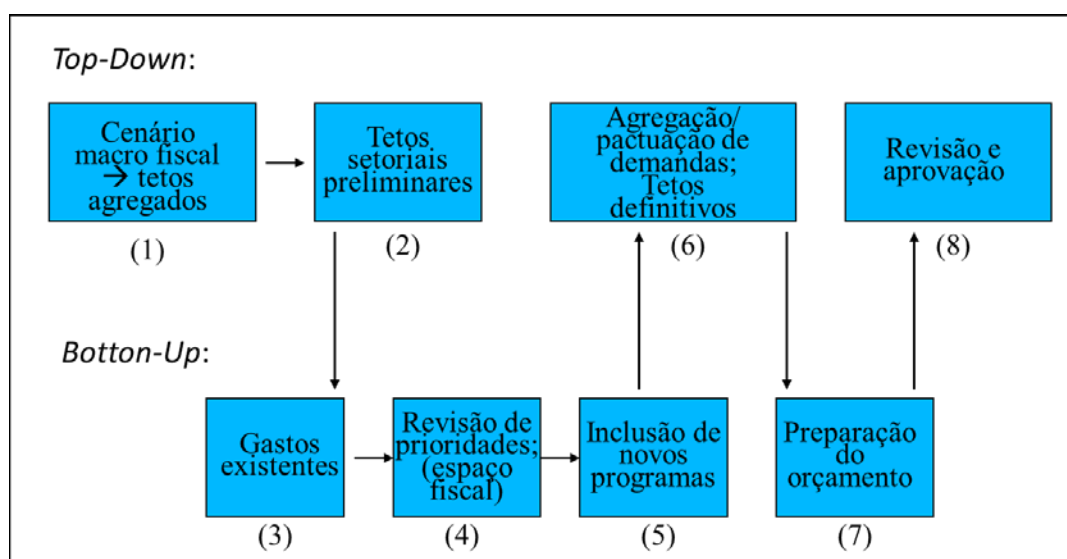 Top-Down:
Cenário
macro fiscal
→ tetos
agregados
(1)
Tetos
setoriais
preliminares
(2)
Agregação/
pactuação de
demandas;
Tetos
definitivos
(6)
Revisão e
aprovação
(8)
Botton-Up:
Gastos
existentes
(3)
Revisão de
prioridades;
(espaço
fiscal)
(4)
Inclusão de
novos
programas
(5)
Preparação
do
orçamento
(7)